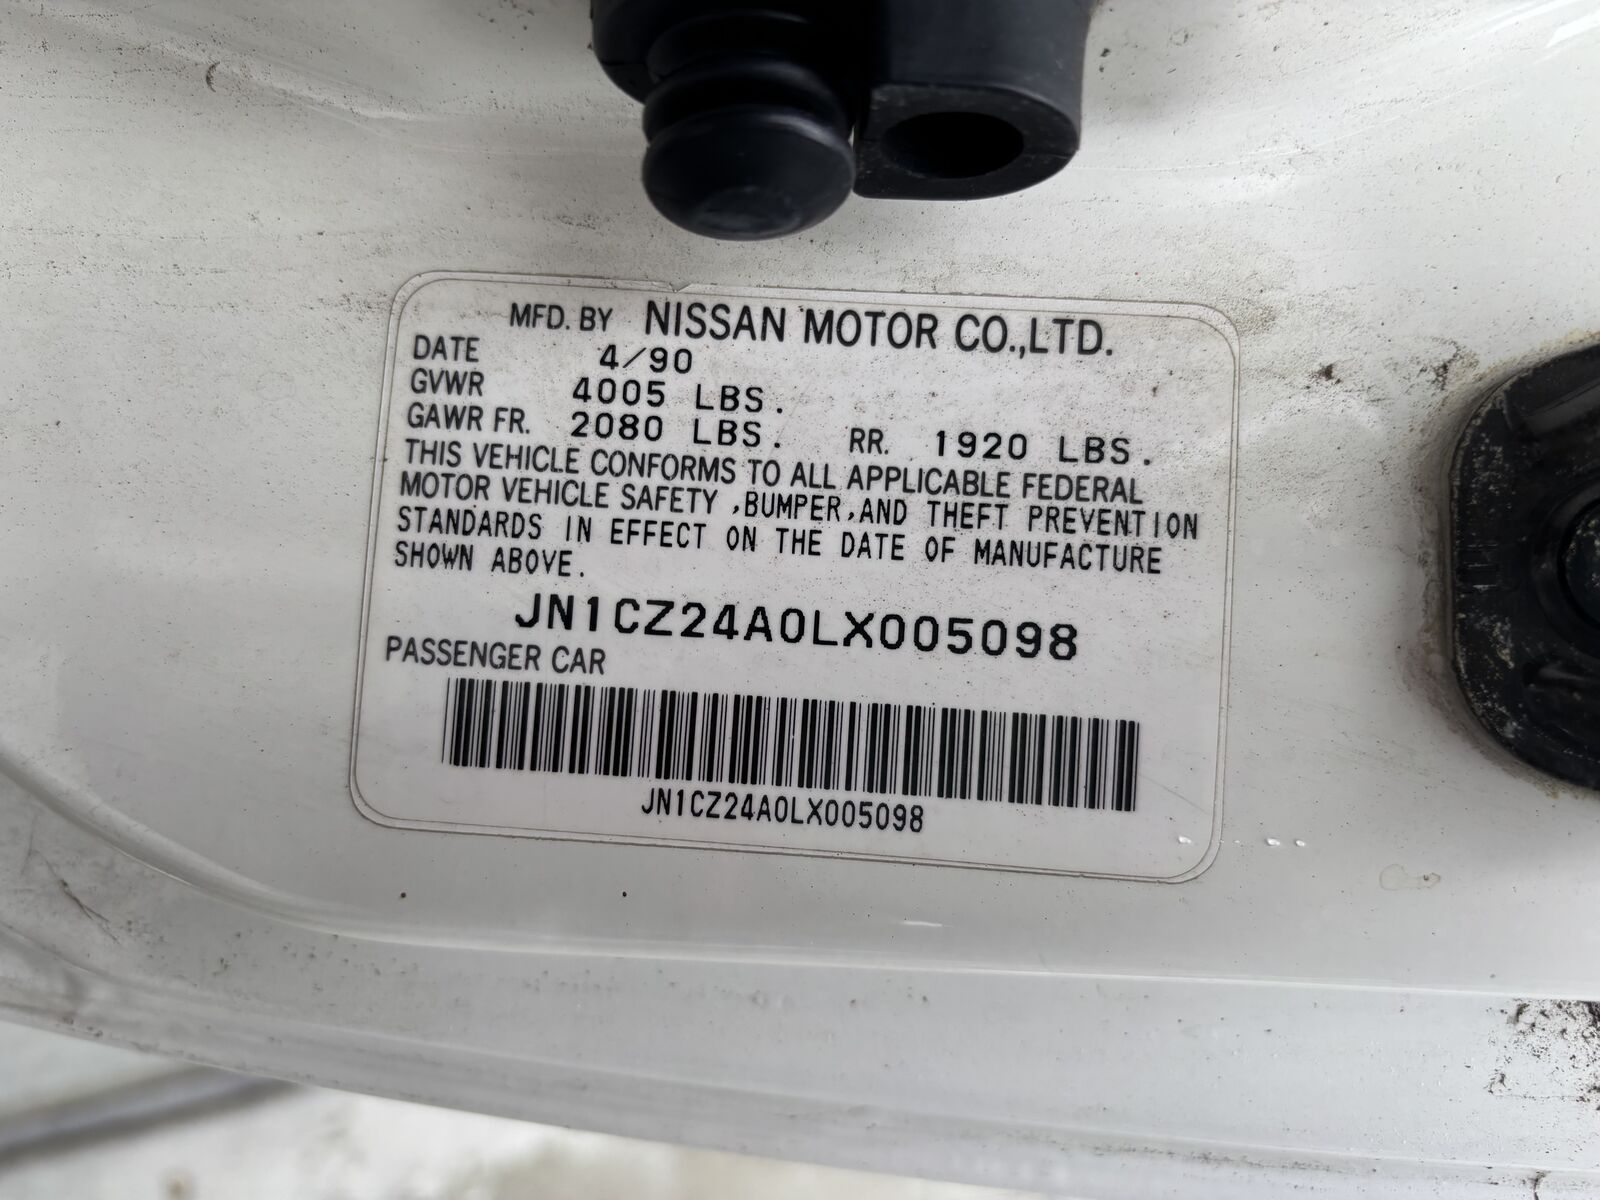 MFD. BY NISSAN MOTOR CO.,LTD.
DATE 4/90
GVWR 4005 LBS.
GAWR FR. 2080 LBS. RR. 1920 LBS.
THIS VEHICLE CONFORMS TO ALL APPLICABLE FEDERAL
MOTOR VEHICLE SAFETY ,BUMPER,AND THEFT PREVENTION
STANDARDS IN EFFECT ON THE DATE OF MANUFACTURE
SHOWN ABOVE.
JN1CZ24A0LX005098
PASSENGER CAR
JN1CZ24A0LX005098